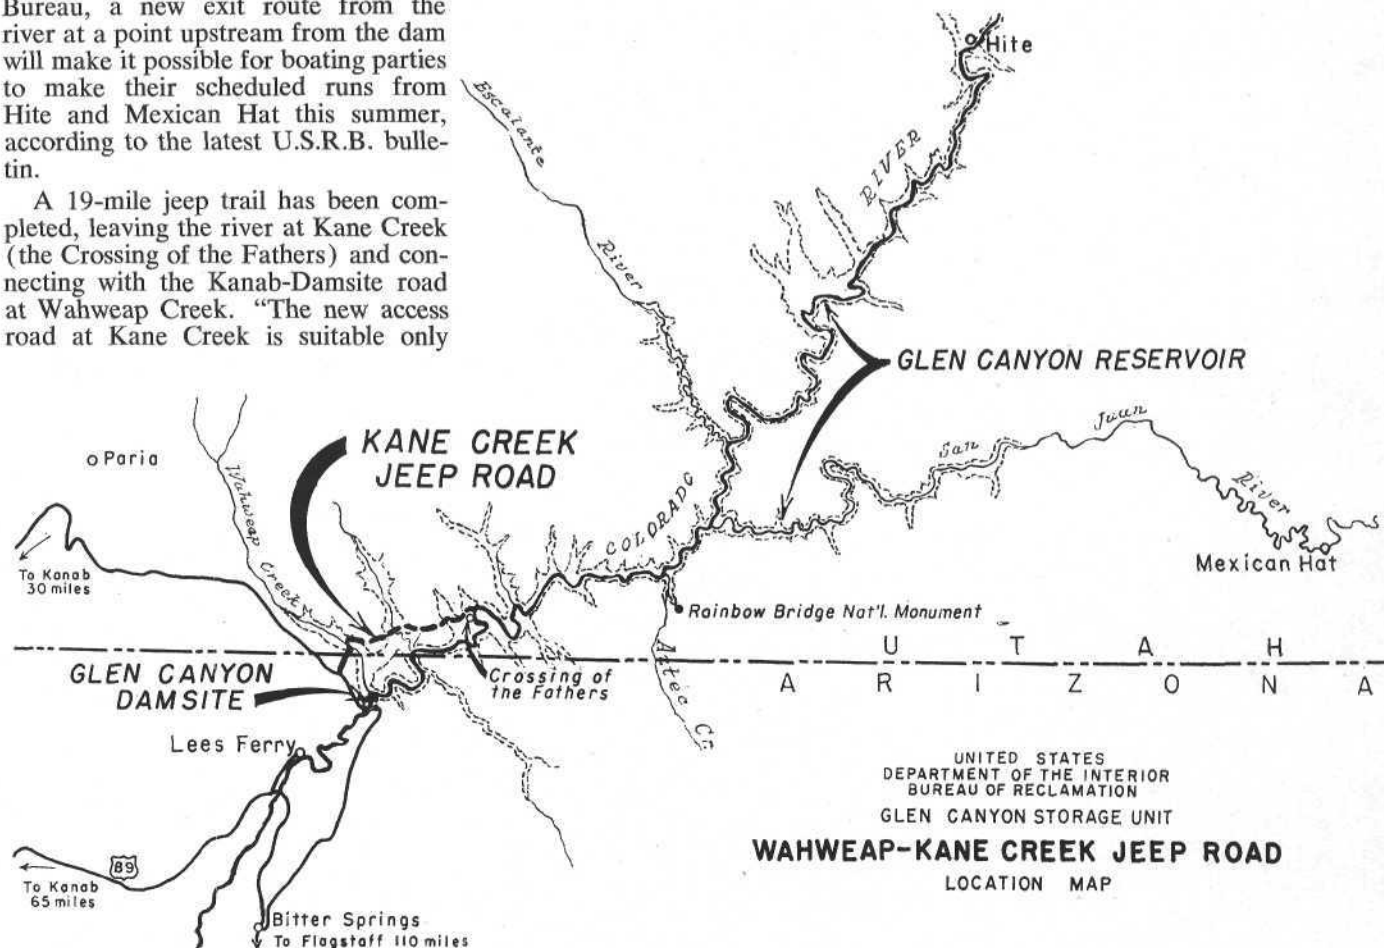 Bureau, a new exit route from the
river at a point upstream from the dam
will make it possible for boating parties
to make their scheduled runs from
Hite and Mexican Hat this summer,
according to the latest U.S.R.B. bulle-
tin.
A 19-mile jeep trail has been com-
pleted, leaving the river at Kane Creek
(the Crossing of the Fathers) and con-
necting with the Kanab-Damsite road
at Wahweap Creek. “The new access
road at Kane Creek is suitable only
Hite
Escalante
River
RIVER
GLEN CANYON RESERVOIR
KANE CREEK
JEEP ROAD
Paria
Wahweap
Creek
San
Juan
River
COLORADO
Mexican Hat
To Kanab
30 miles
Rainbow Bridge Nat'l. Monument
UTAH
ARIZONA
GLEN CANYON
DAMSITE
Crossing of
the Fathers
Aztec Cr.
Lees Ferry
UNITED STATES
DEPARTMENT OF THE INTERIOR
BUREAU OF RECLAMATION
GLEN CANYON STORAGE UNIT
WAHWEAP-KANE CREEK JEEP ROAD
LOCATION MAP
89
To Kanab
65 miles
Bitter Springs
To Flagstaff 110 miles